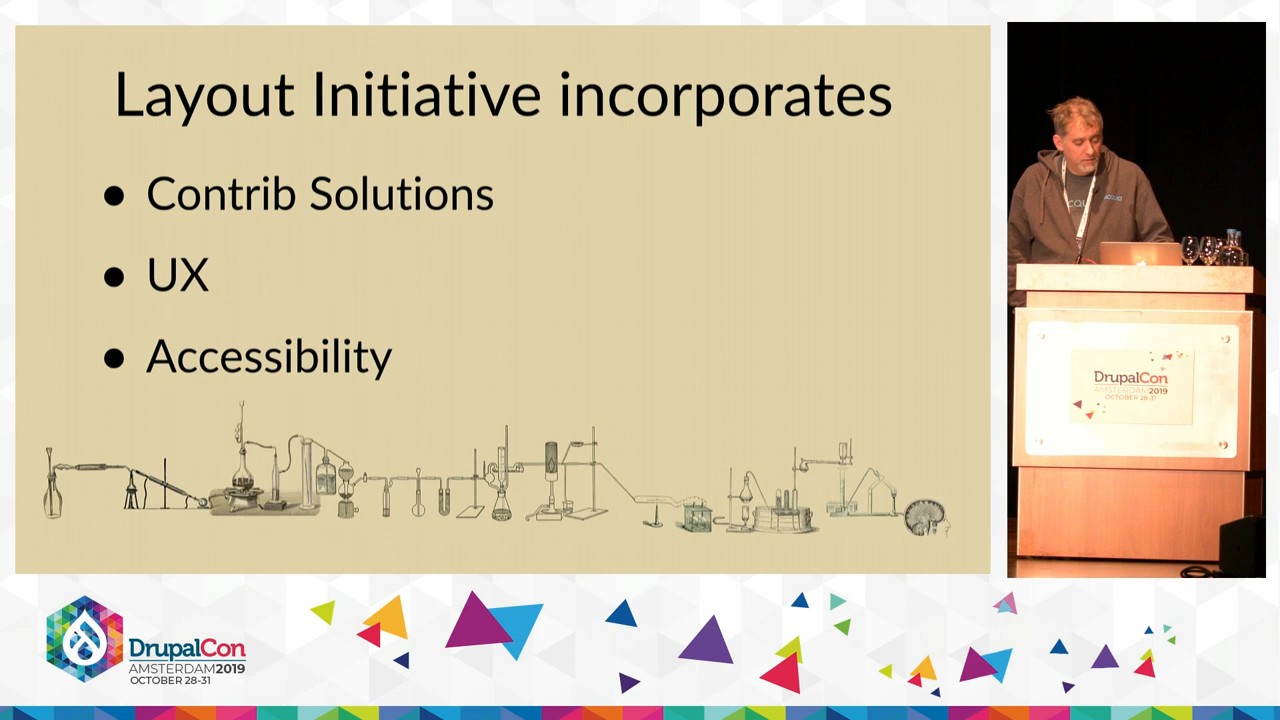 Layout Initiative incorporates
● Contrib Solutions
● UX
● Accessibility
DrupalCon
AMSTERDAM2019
OCTOBER 28-31
DrupalCon
AMSTERDAM2019
OCTOBER 28-31